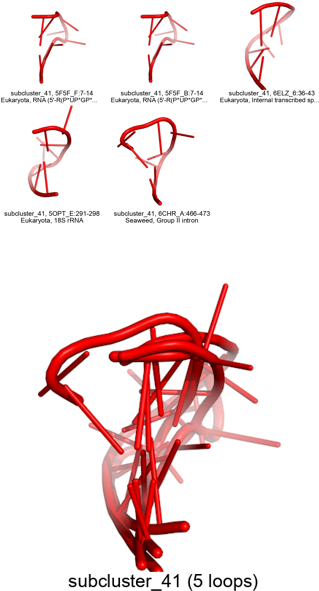 subcluster_41, 5F5F_F:7-14
Eukaryota, RNA (5'-R(P*UP*GP*...
subcluster_41, 5F5F_B:7-14
Eukaryota, RNA (5'-R(P*UP*GP*...
subcluster_41, 6ELZ_6:36-43
Eukaryota, Internal transcribed sp...
subcluster_41, 5OPT_E:291-298
Eukaryota, 18S rRNA
subcluster_41, 6CHR_A:466-473
Seaweed, Group II intron
subcluster_41 (5 loops)